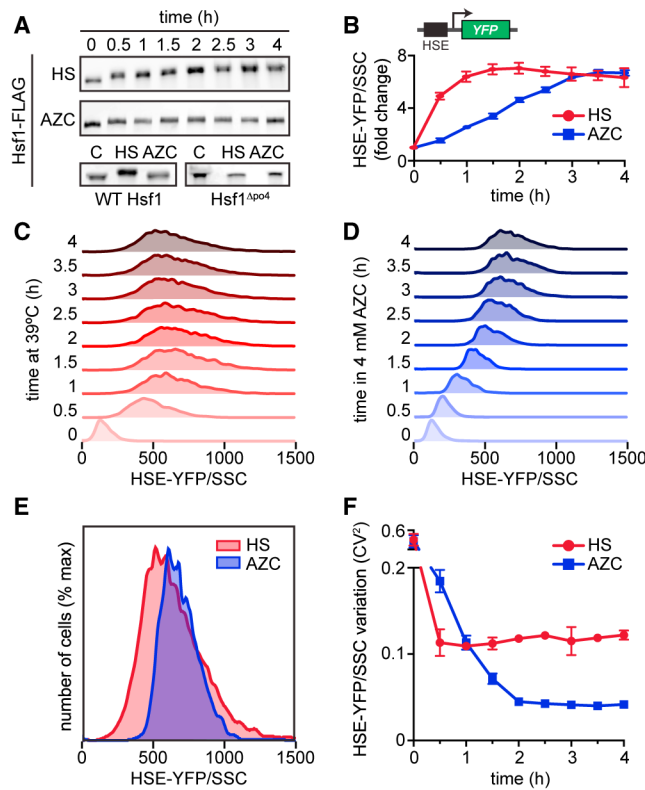 A
time (h)
0 0.5 1 1.5 2 2.5 3 4
Hsf1-FLAG
HS
AZC
C HS AZC C HS AZC
WT Hsf1 Hsf1Δpo4
B
HSE YFP
HSE-YFP/SSC
(fold change)
8
6
4
2
0
HS
AZC
0 1 2 3 4
time (h)
C
time at 39ºC (h)
4
3.5
3
2.5
2
1.5
1
0.5
0
0 500 1000 1500
HSE-YFP/SSC
D
time in 4 mM AZC (h)
4
3.5
3
2.5
2
1.5
1
0.5
0
0 500 1000 1500
HSE-YFP/SSC
E
number of cells (% max)
HS
AZC
0 500 1000 1500
HSE-YFP/SSC
F
HSE-YFP/SSC variation (CV²)
0.6
0.2
0.1
0
HS
AZC
0 1 2 3 4
time (h)